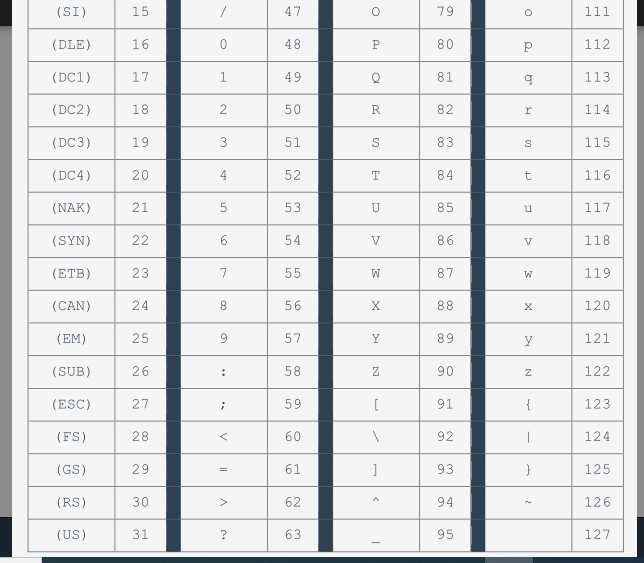 (SI) 15 / 47 O 79 o 111
(DLE) 16 0 48 P 80 p 112
(DC1) 17 1 49 Q 81 q 113
(DC2) 18 2 50 R 82 r 114
(DC3) 19 3 51 S 83 s 115
(DC4) 20 4 52 T 84 t 116
(NAK) 21 5 53 U 85 u 117
(SYN) 22 6 54 V 86 v 118
(ETB) 23 7 55 W 87 w 119
(CAN) 24 8 56 X 88 x 120
(EM) 25 9 57 Y 89 y 121
(SUB) 26 : 58 Z 90 z 122
(ESC) 27 ; 59 [ 91 { 123
(FS) 28 < 60 \ 92 | 124
(GS) 29 = 61 ] 93 } 125
(RS) 30 > 62 ^ 94 ~ 126
(US) 31 ? 63 _ 95 127